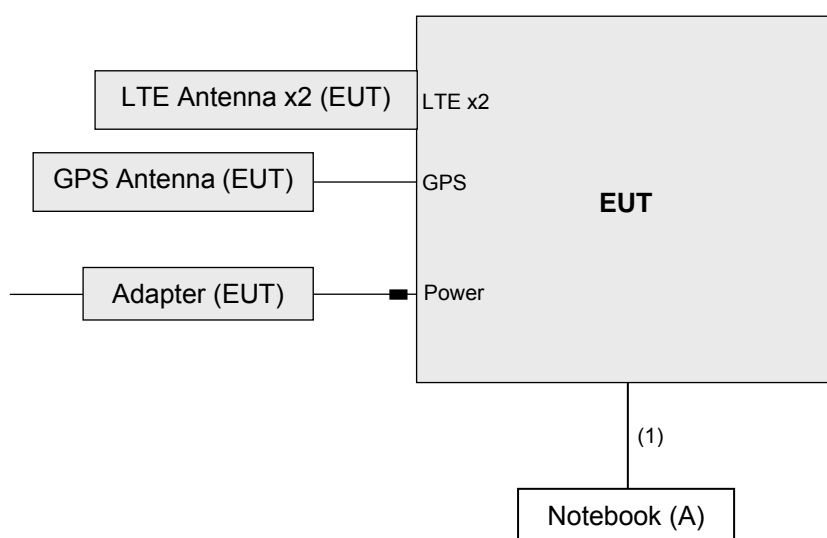 LTE Antenna x2 (EUT)
LTE x2
GPS Antenna (EUT)
GPS
EUT
Adapter (EUT)
Power
(1)
Notebook (A)